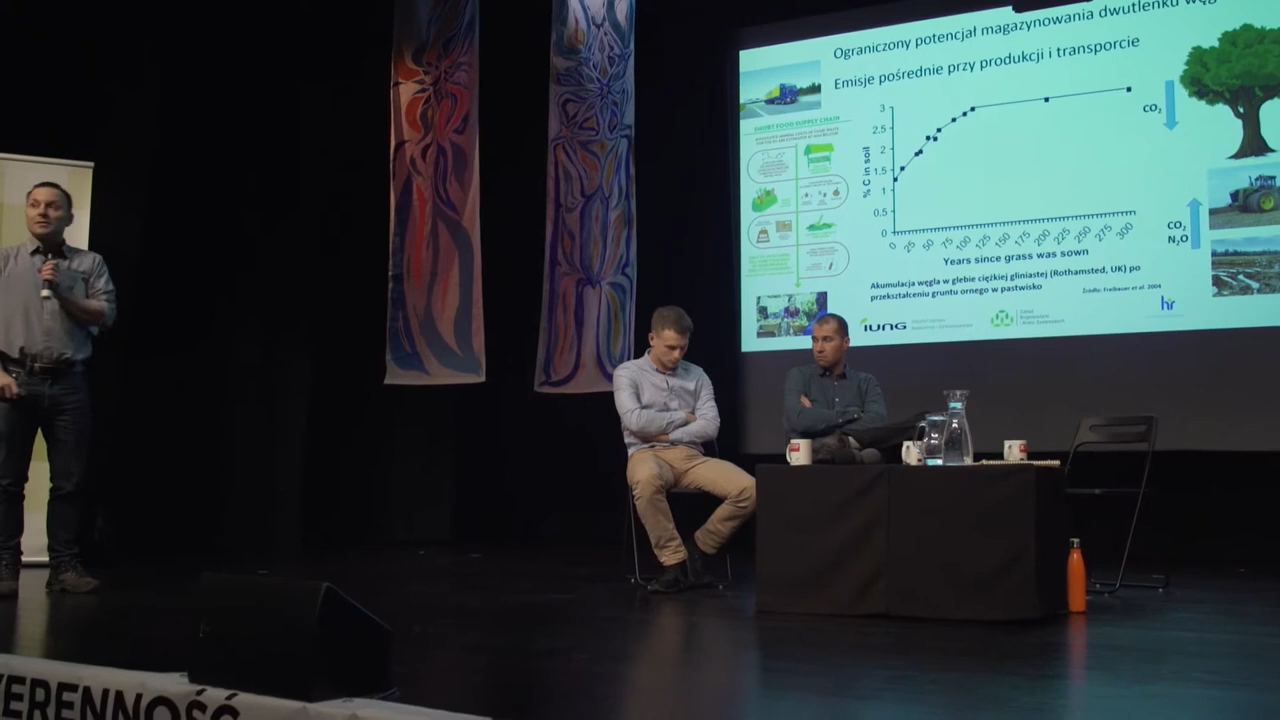 Ograniczony potencjał magazynowania dwutlenku węg
Emisje pośrednie przy produkcji i transporcie
SHORT FOOD SUPPLY CHAIN
3
2.5
2
1.5
1
0.5
0
% C in soil
0 25 50 75 100 125 150 175 200 225 250 275 300
Years since grass was sown
CO2
CO2
N2O
Akumulacja węgla w glebie ciężkiej gliniastej (Rothamsted, UK) po
przekształceniu gruntu ornego w pastwisko
Źródło: Freibauer et al. 2004
IUNG
hr
ERENNOŚĆ